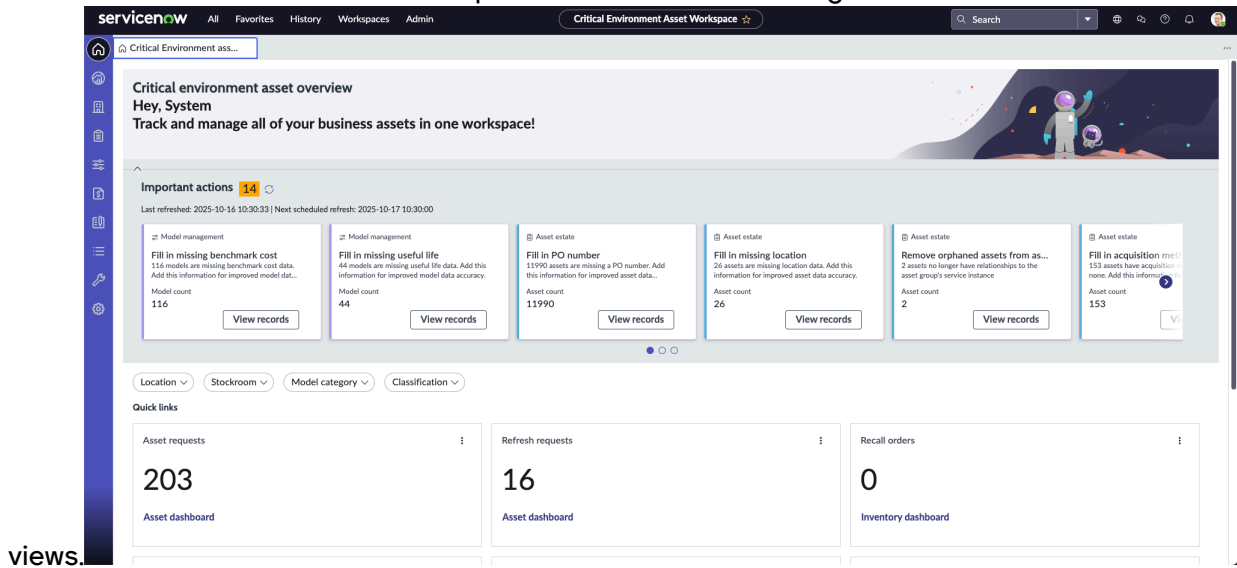 servicenow All Favorites History Workspaces Admin Critical Environment Asset Workspace Search
Critical Environment ass...
Critical environment asset overview
Hey, System
Track and manage all of your business assets in one workspace!
Important actions 14
Last refreshed: 2025-10-16 10:30:33 | Next scheduled refresh: 2025-10-17 10:30:00
Model management
Fill in missing benchmark cost
116 models are missing benchmark cost data.
Add this information for improved model dat...
Model count
116
View records
Model management
Fill in missing useful life
44 models are missing useful life data. Add this
information for improved model data accuracy.
Model count
44
View records
Asset estate
Fill in PO number
11990 assets are missing a PO number. Add
this information for improved asset data...
Asset count
11990
View records
Asset estate
Fill in missing location
26 assets are missing location data. Add this
information for improved asset data accuracy.
Asset count
26
View records
Asset estate
Remove orphaned assets from as...
2 assets no longer have relationships to the
asset group's service instance
Asset count
2
View records
Asset estate
Fill in acquisition
153 assets have acquisition
none. Add this
Asset count
153
Location Stockroom Model category Classification
Quick links
Asset requests
203
Asset dashboard
Refresh requests
16
Asset dashboard
Recall orders
0
Inventory dashboard
views.